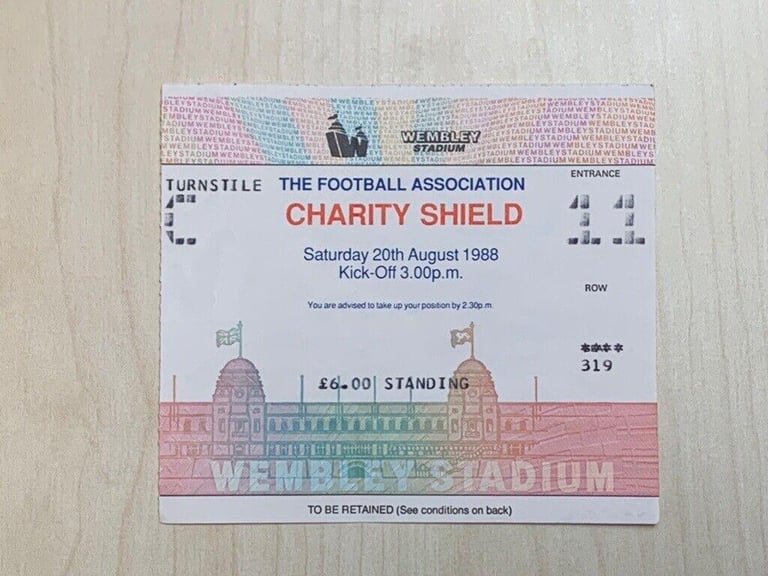 WEMBLEY
STADIUM
TURNSTILE
C
THE FOOTBALL ASSOCIATION
CHARITY SHIELD
Saturday 20th August 1988
Kick-Off 3.00p.m.
You are advised to take up your position by 2.30p.m.
ENTRANCE
11
ROW
****
319
£6.00 STANDING
WEMBLEY STADIUM
TO BE RETAINED (See conditions on back)